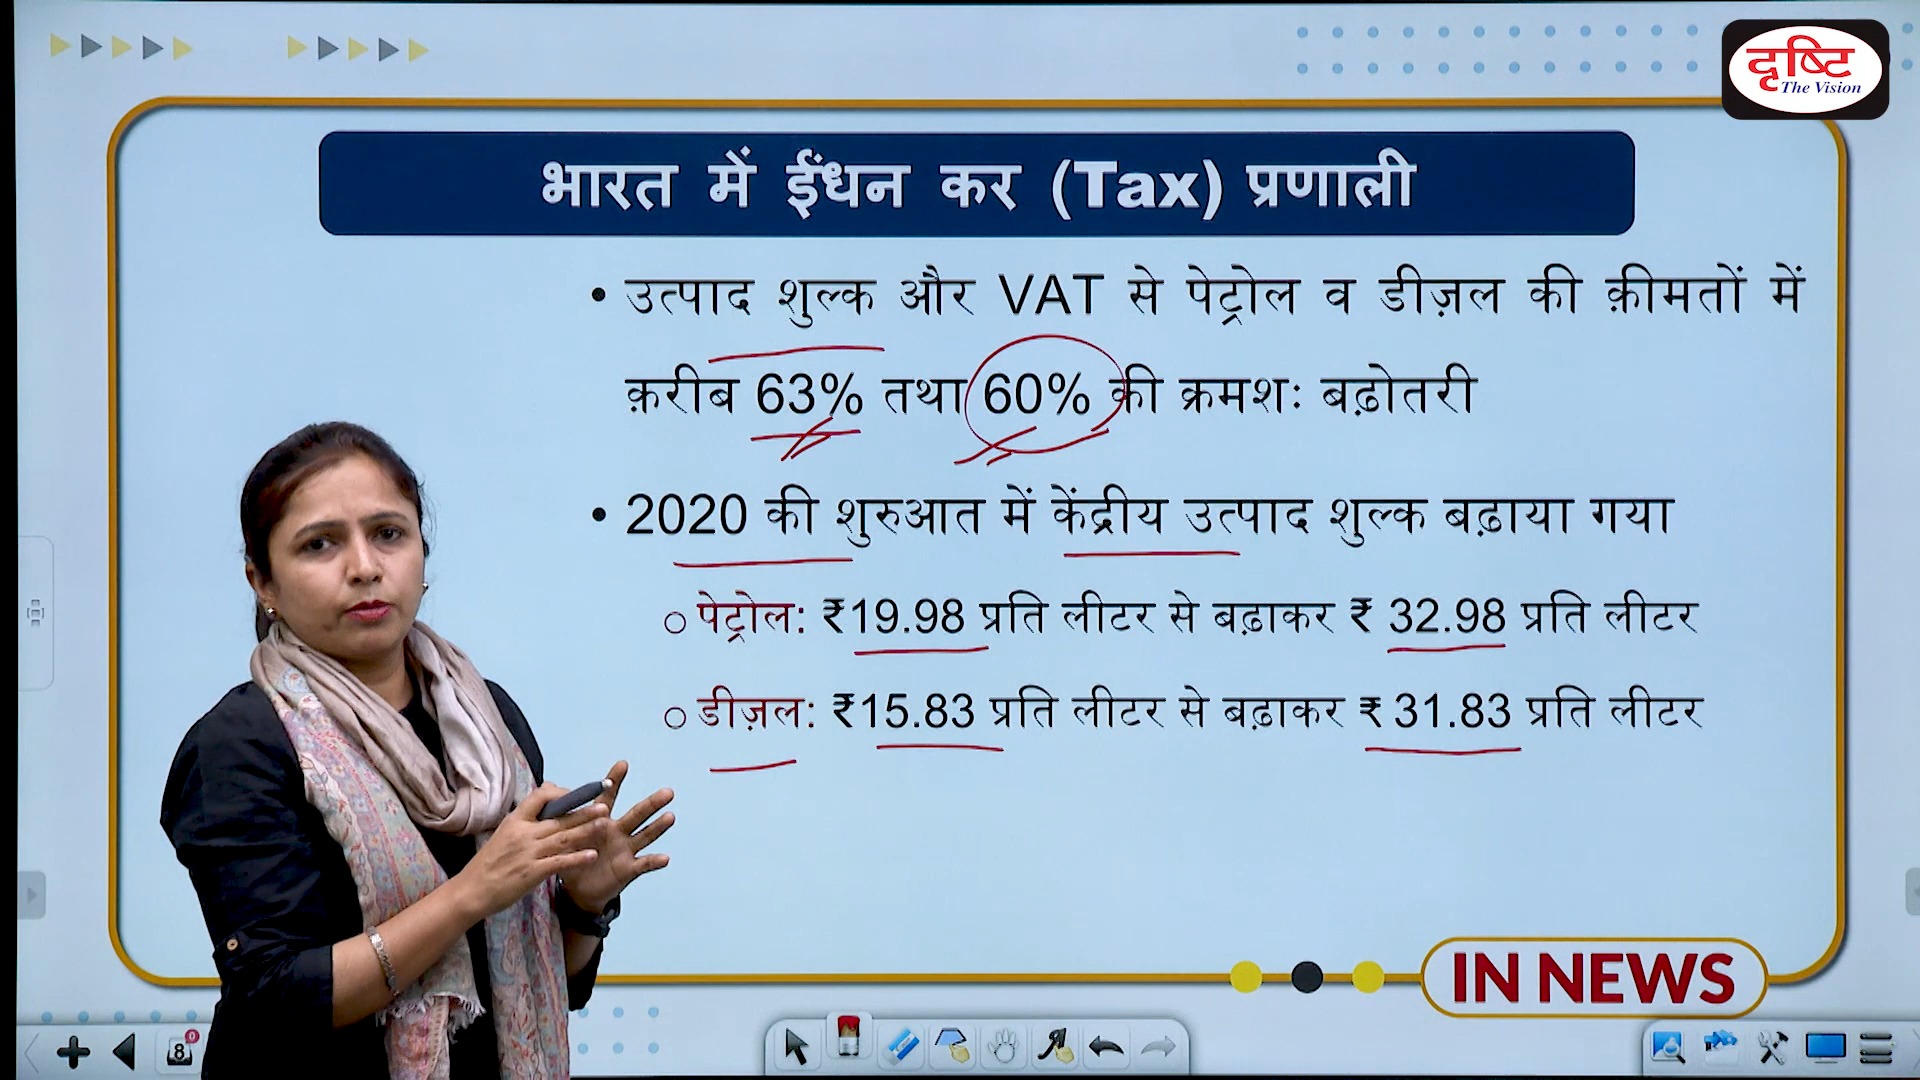 दृष्टि
The Vision
भारत में ईंधन कर (Tax) प्रणाली
• उत्पाद शुल्क और VAT से पेट्रोल व डीज़ल की क़ीमतों में
क़रीब 63% तथा 60% की क्रमशः बढ़ोतरी
• 2020 की शुरुआत में केंद्रीय उत्पाद शुल्क बढ़ाया गया
○ पेट्रोल: ₹19.98 प्रति लीटर से बढ़ाकर ₹ 32.98 प्रति लीटर
○ डीज़ल: ₹15.83 प्रति लीटर से बढ़ाकर ₹ 31.83 प्रति लीटर
IN NEWS
8
0